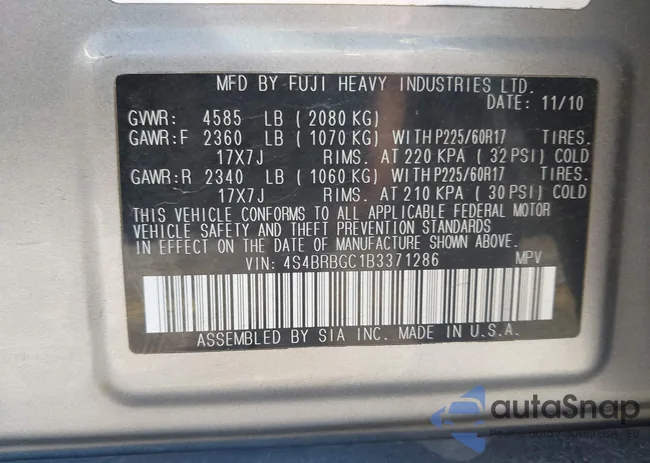 MFD BY FUJI HEAVY INDUSTRIES LTD.
DATE: 11/10
GVWR: 4585 LB ( 2080 KG)
GAWR:F 2360 LB ( 1070 KG) WITH P225/60R17 TIRES.
17X7J RIMS. AT 220 KPA ( 32 PSI) COLD
GAWR:R 2340 LB ( 1060 KG) WITH P225/60R17 TIRES.
17X7J RIMS. AT 210 KPA ( 30 PSI) COLD
THIS VEHICLE CONFORMS TO ALL APPLICABLE FEDERAL MOTOR
VEHICLE SAFETY AND THEFT PREVENTION STANDARDS
IN EFFECT ON THE DATE OF MANUFACTURE SHOWN ABOVE.
VIN: 4S4BRBGC1B3371286 MPV
ASSEMBLED BY SIA INC. MADE IN U.S.A.
autaSnap